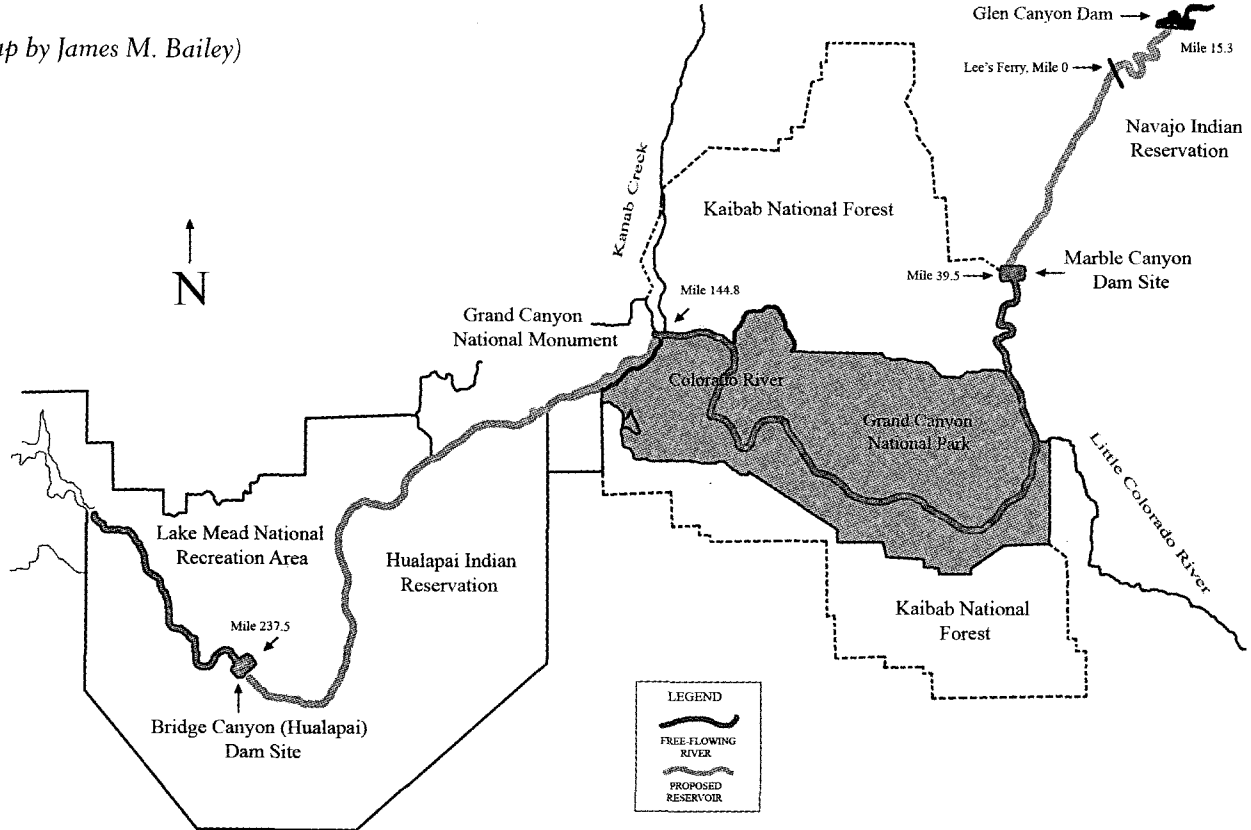 Glen Canyon Dam
up by James M. Bailey)
Mile 15.3
Lee's Ferry, Mile 0
Navajo Indian
Reservation
Kanab Creek
Kaibab National Forest
N
Marble Canyon
Dam Site
Mile 39.5
Mile 144.8
Grand Canyon
National Monument
Colorado River
Grand Canyon
National Park
Little Colorado River
Lake Mead National
Recreation Area
Hualapai Indian
Reservation
Kaibab National
Forest
Mile 237.5
Bridge Canyon (Hualapai)
Dam Site
LEGEND
FREE-FLOWING
RIVER
PROPOSED
RESERVOIR